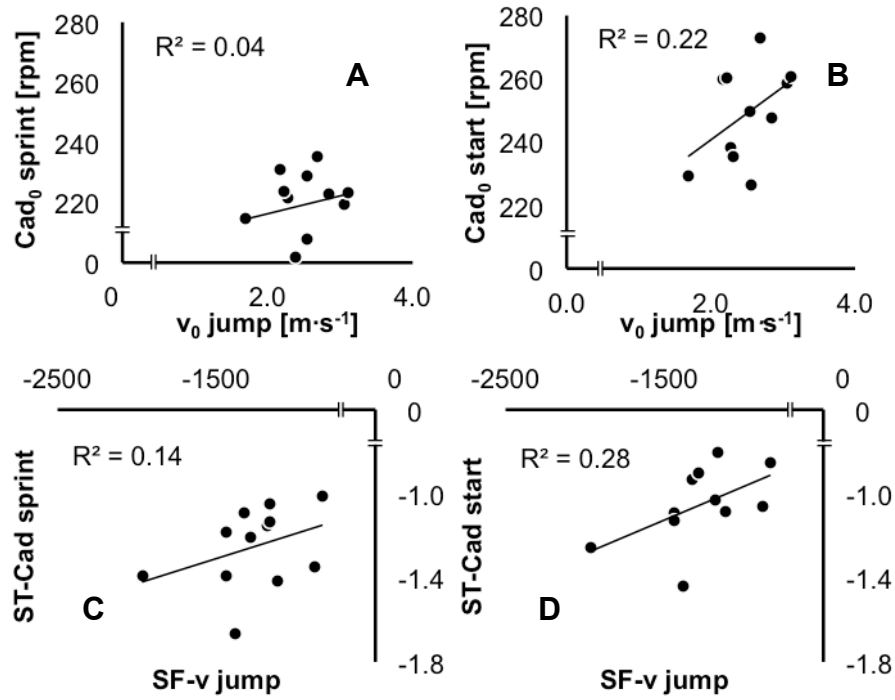 A
R² = 0.04
Cad₀ sprint [rpm]
280
260
240
220
0
0
2.0
4.0
v₀ jump [m·s⁻¹]
B
R² = 0.22
Cad₀ start [rpm]
280
260
240
220
0
0.0
2.0
4.0
v₀ jump [m·s⁻¹]
-2500
-1500
0
0
R² = 0.14
-1.0
-1.4
-1.8
ST-Cad sprint
C
SF-v jump
-2500
-1500
0
0
R² = 0.28
-1.0
-1.4
-1.8
ST-Cad start
D
SF-v jump